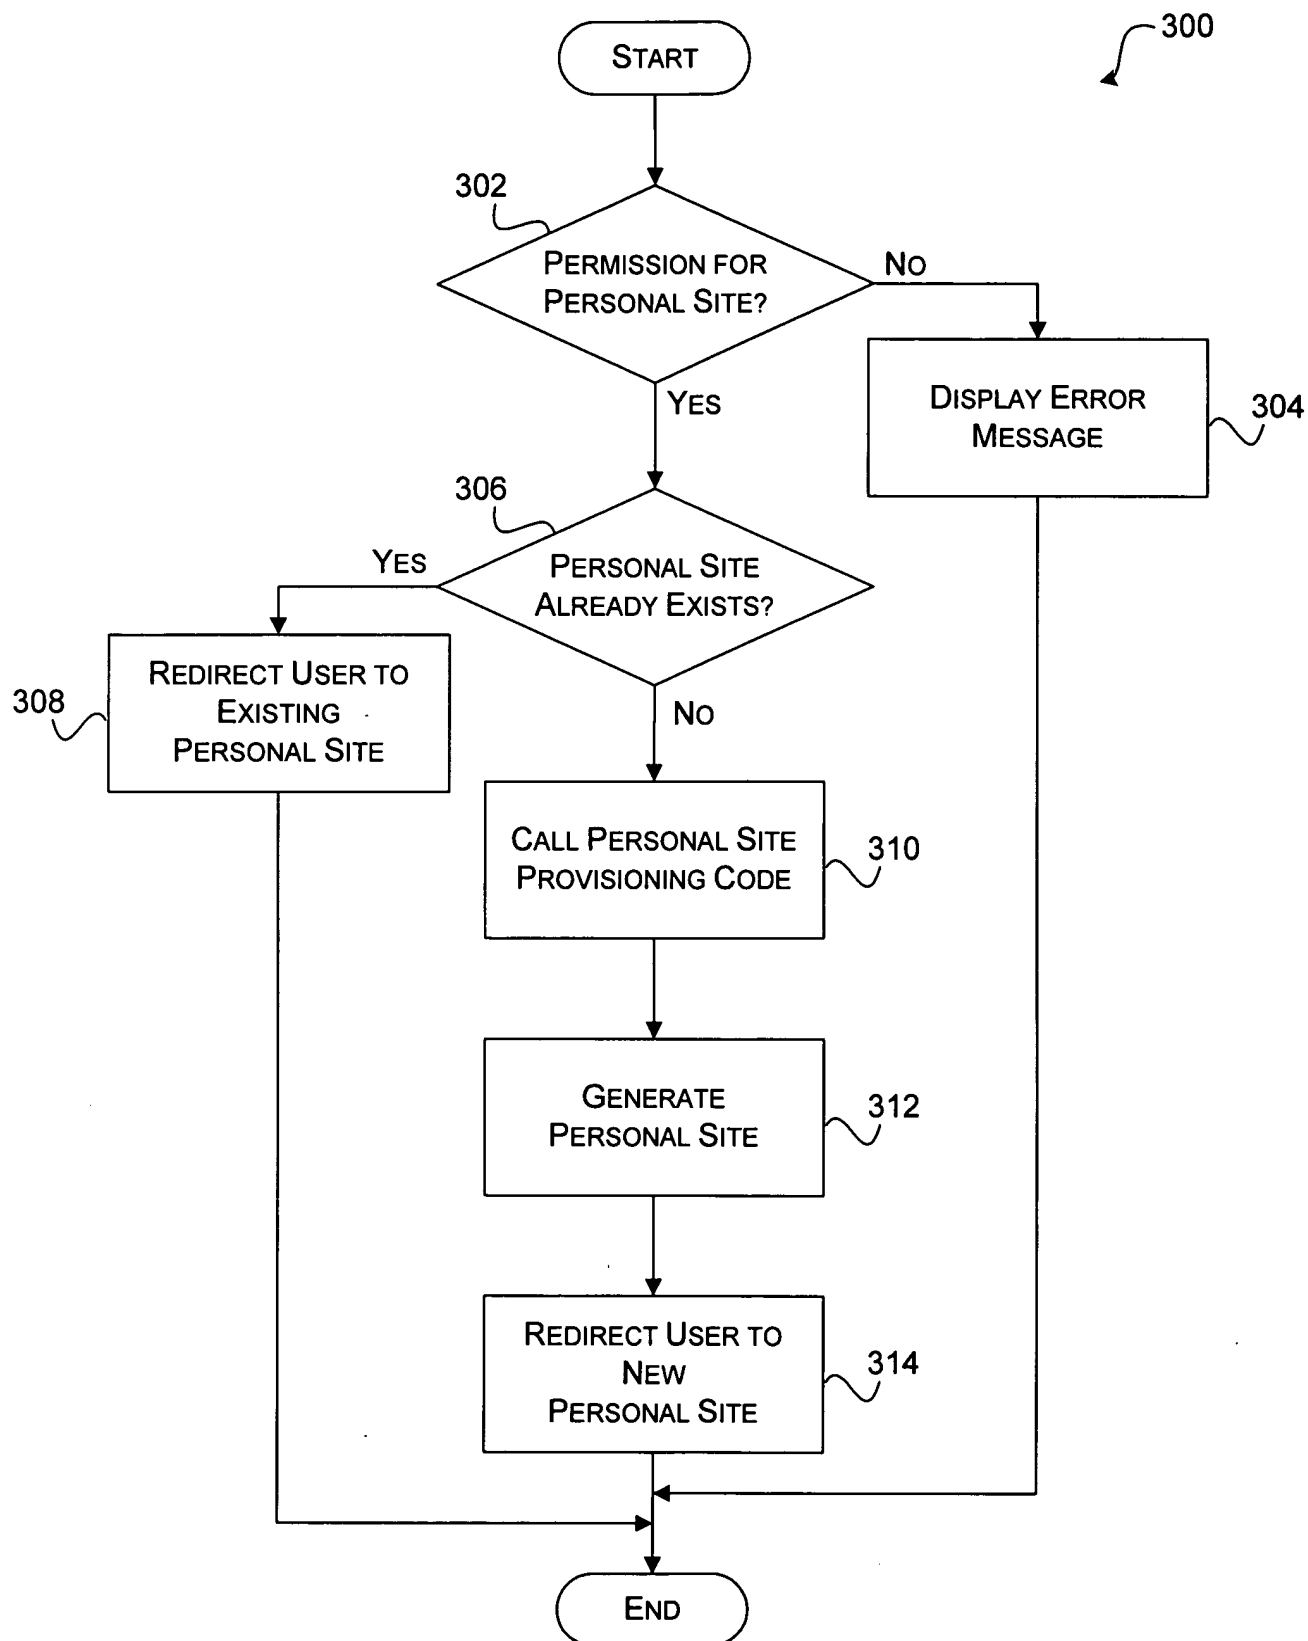 START
300
302
PERMISSION FOR
PERSONAL SITE?
NO
YES
DISPLAY ERROR
MESSAGE
304
306
YES
PERSONAL SITE
ALREADY EXISTS?
308
REDIRECT USER TO
EXISTING
PERSONAL SITE
NO
CALL PERSONAL SITE
PROVISIONING CODE
310
GENERATE
PERSONAL SITE
312
REDIRECT USER TO
NEW
PERSONAL SITE
314
END